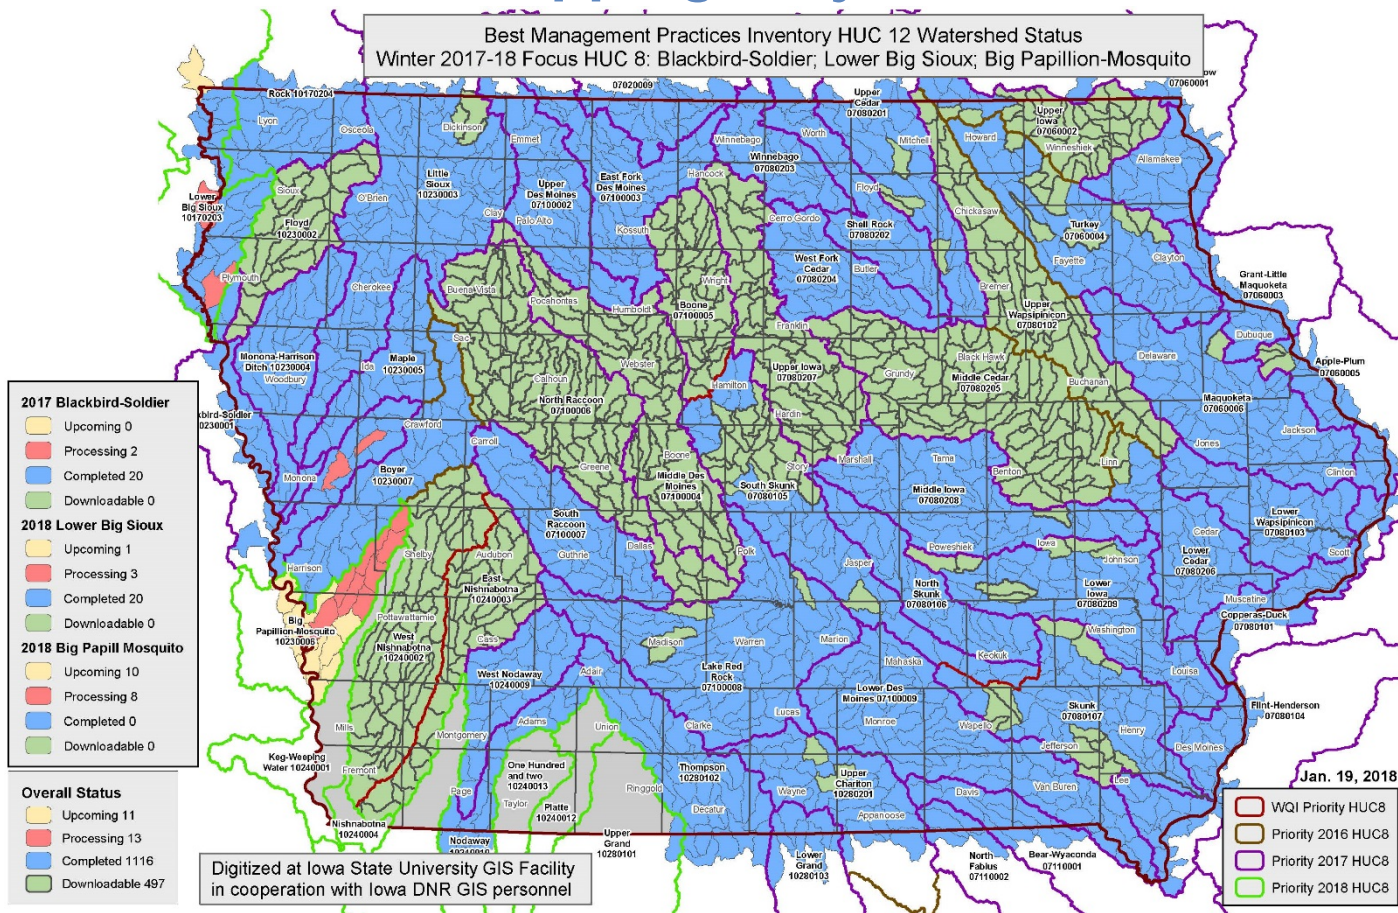 Best Management Practices Inventory HUC 12 Watershed Status
Winter 2017-18 Focus HUC 8: Blackbird-Soldier; Lower Big Sioux; Big Papillion-Mosquito
07020009
07060001
Rock 10170204
Lyon
Osceola
Dickinson
Emmet
Winnebago
Worth
Upper
Cedar
07080201
Mitchell
Howard
Upper
Iowa
07060002
Winneshiek
Allamakee
Winnebago
07080203
Hancock
Sioux
O'Brien
Little
Sioux
10230003
Clay
Palo Alto
Upper
Des Moines
07100002
East Fork
Des Moines
07100003
Kossuth
Cerro Gordo
Floyd
Chickasaw
Lower
Big Sioux
10170203
Floyd
10230002
Shell Rock
07080202
Turkey
07060004
Fayette
Clayton
Plymouth
Cherokee
Buena Vista
Pocahontas
Humboldt
Wright
Boone
07100005
West Fork
Cedar
07080204
Butler
Bremer
Upper
Wapsipinicon
07080102
Grant-Little
Maquoketa
07060003
Franklin
Dubuque
Monona-Harrison
Ditch 10230004
Woodbury
Ida
Maple
10230005
Sac
Calhoun
Webster
North Raccoon
07100006
Hamilton
Upper Iowa
07080207
Hardin
Grundy
Black Hawk
Middle Cedar
07080205
Buchanan
Delaware
Apple-Plum
07060005
Maquoketa
07060006
Jackson
Jones
kbird-Soldier
0230001
Monona
Crawford
Carroll
Boyer
10230007
Greene
Boone
Middle Des
Moines
07100004
Story
South Skunk
07080105
Marshall
Tama
Middle Iowa
07080208
Benton
Linn
Clinton
Lower
Wapsipinicon
07080103
Scott
Cedar
Harrison
Shelby
Audubon
South
Raccoon
07100007
Guthrie
Dallas
Polk
Jasper
Poweshiek
Iowa
Johnson
Lower
Cedar
07080206
Muscatine
East
Nishnabotna
10240003
North
Skunk
07080106
Lower
Iowa
07080209
Copperas-Duck
07080101
Big
Papillion-Mosquito
10230006
Pottawattamie
West
Nishnabotna
10240002
Cass
Adair
Madison
Warren
Marion
Mahaska
Keokuk
Washington
Louisa
West Nodaway
10240009
Lake Red
Rock
07100008
Lower Des
Moines 07100009
Skunk
07080107
Flint-Henderson
07080104
Mills
Montgomery
Adams
Union
Clarke
Lucas
Monroe
Wapello
Jefferson
Henry
Des Moines
Keg-Weeping
Water 10240001
Fremont
Page
One Hundred
and two
10240013
Taylor
Platte
10240012
Ringgold
Thompson
10280102
Decatur
Wayne
Upper
Chariton
10280201
Appanoose
Davis
Van Buren
Lee
Nishnabotna
10240004
Nodaway
Upper
Grand
10280101
Lower
Grand
10280103
North
Fabius
07110002
Bear-Wyaconda
07110001
2017 Blackbird-Soldier
Upcoming 0
Processing 2
Completed 20
Downloadable 0
2018 Lower Big Sioux
Upcoming 1
Processing 3
Completed 20
Downloadable 0
2018 Big Papill Mosquito
Upcoming 10
Processing 8
Completed 0
Downloadable 0
Overall Status
Upcoming 11
Processing 13
Completed 1116
Downloadable 497
Digitized at Iowa State University GIS Facility
in cooperation with Iowa DNR GIS personnel
Jan. 19, 2018
WQI Priority HUC8
Priority 2016 HUC8
Priority 2017 HUC8
Priority 2018 HUC8